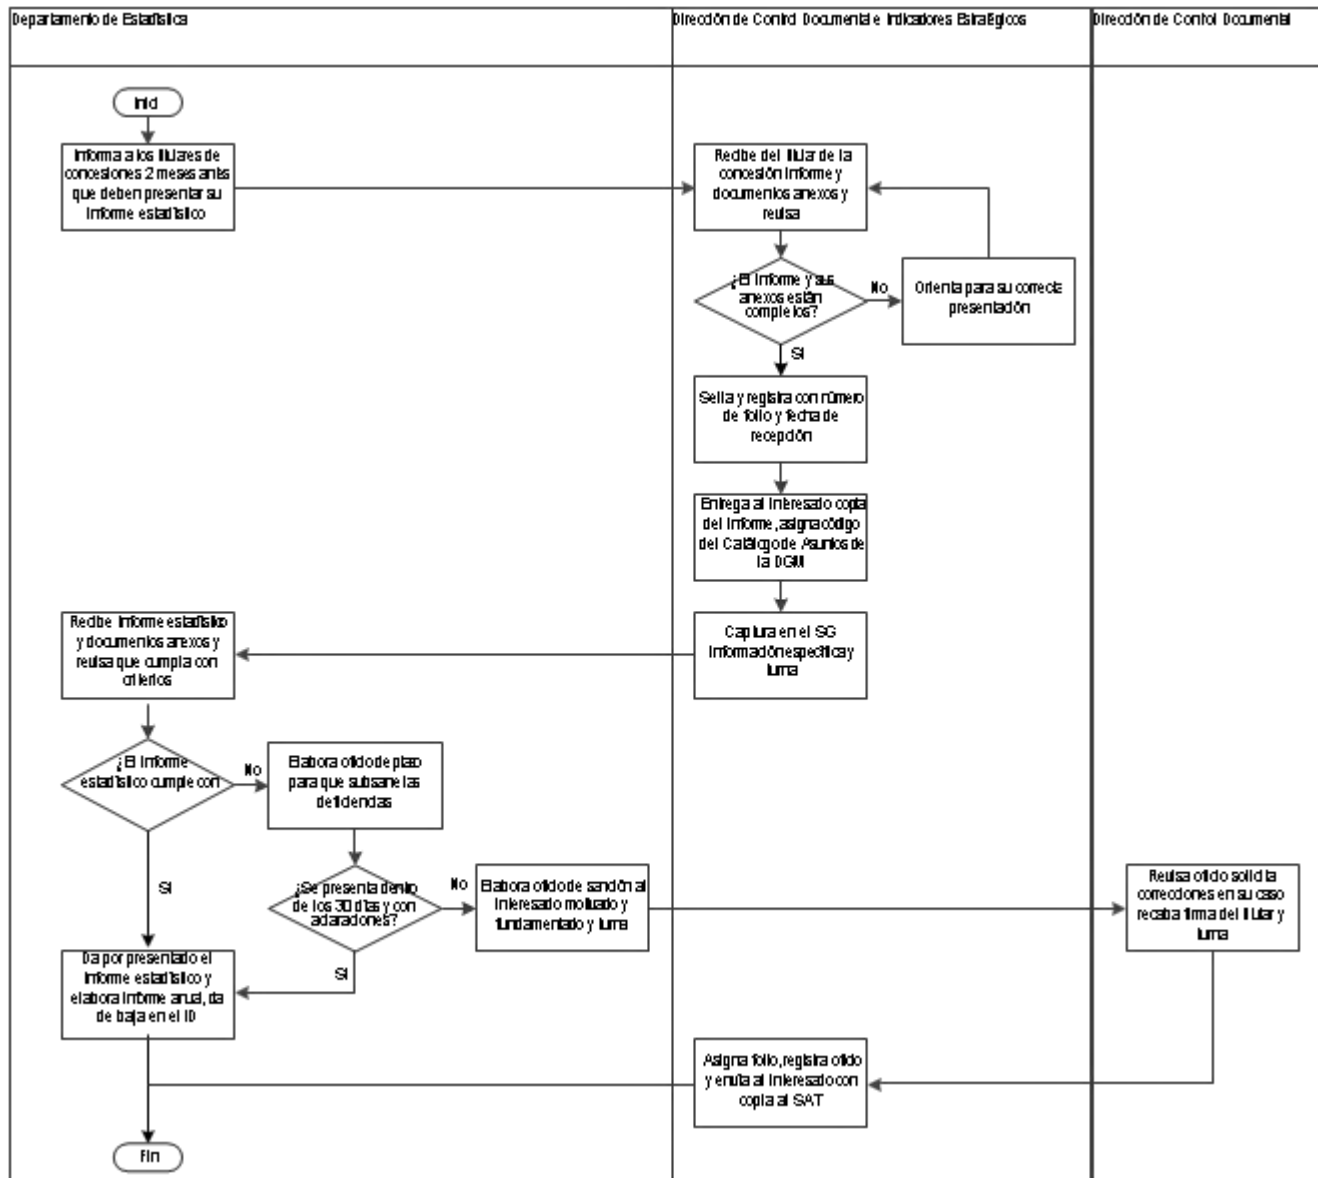 Departamento de Estadística
Dirección de Control Documental e Indicadores Estratégicos
Dirección de Control Documental
Inici
Informa a los titulares de
concesiones 2 meses antes
que deben presentar su
informe estadístico
Recibe del titular de la
concesión informe y
documentos anexos y
revisa
¿El informe y sus
anexos están
completos?
No
Orienta para su correcta
presentación
Si
Sella y registra con número
de folio y fecha de
recepción
Entrega al interesado copia
del informe, asigna código
del Catálogo de Asuntos de
la DGM
Captura en el SG
información especifica y
turna
Recibe informe estadístico
y documentos anexos y
revisa que cumpla con
criterios
¿El informe
estadístico cumple con
No
Elabora oficio de plazo
para que subsane las
deficiencias
Si
¿Se presenta dentro
de los 30 días y con
aclaraciones?
No
Elabora oficio de sanción al
interesado motivado y
fundamentado y turna
Revisa oficio solicita
correcciones en su caso
recaba firma del titular y
turna
Si
Da por presentado el
informe estadístico y
elabora informe anual, da
de baja en el ID
Asigna folio, registra oficio
y envía al interesado con
copia al SAT
Fin